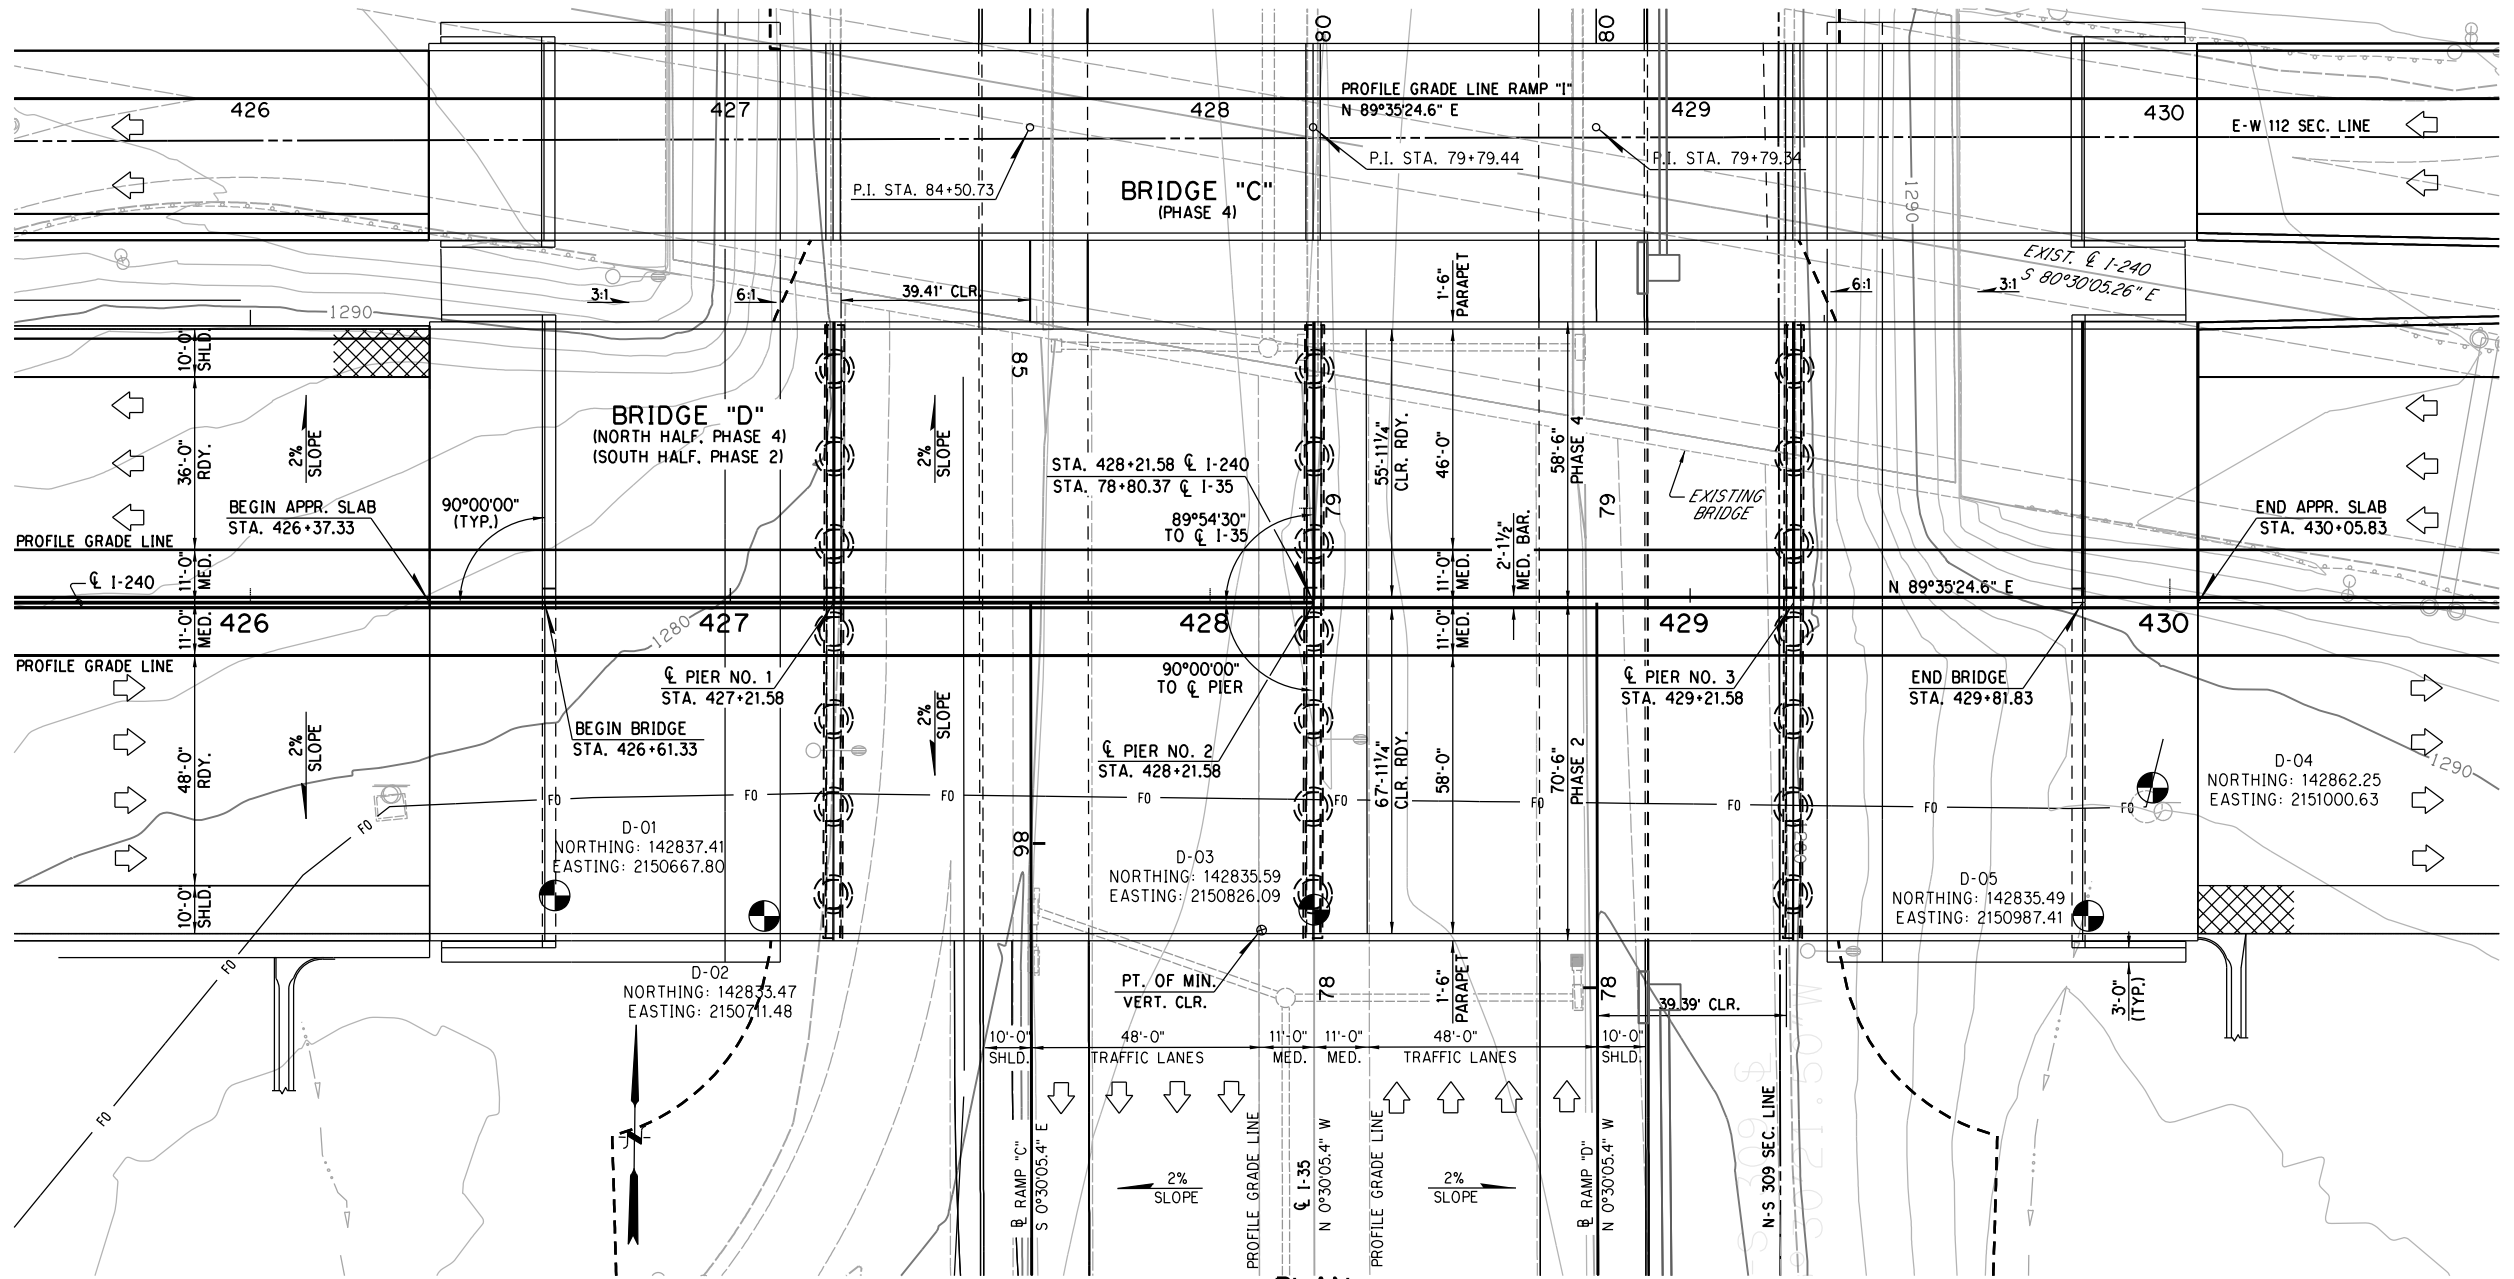 80
80
PROFILE GRADE LINE RAMP "I"
N 89°35'24.6" E
426
427
428
429
430
E-W 112 SEC. LINE
P.I. STA. 84+50.73
P.I. STA. 79+79.44
P.I. STA. 79+79.34
BRIDGE "C"
(PHASE 4)
1290
EXIST. ℄ I-240
S 80°30'05.26" E
3:1
6:1
39.41' CLR.
1'-6"
PARAPET
6:1
3:1
1290
10'-0"
SHLD.
85
BRIDGE "D"
(NORTH HALF, PHASE 4)
(SOUTH HALF, PHASE 2)
36'-0"
RDY.
2%
SLOPE
2%
SLOPE
STA. 428+21.58 ℄ I-240
STA. 78+80.37 ℄ I-35
89°54'30"
TO ℄ I-35
79
55'-11¼"
CLR. RDY.
46'-0"
58'-6"
PHASE 4
79
EXISTING
BRIDGE
BEGIN APPR. SLAB
STA. 426+37.33
90°00'00"
(TYP.)
END APPR. SLAB
STA. 430+05.83
PROFILE GRADE LINE
11'-0"
MED.
11'-0"
MED.
2'-1½"
MED. BAR.
℄ I-240
N 89°35'24.6" E
426
427
428
429
430
11'-0"
MED.
11'-0"
MED.
1280
PROFILE GRADE LINE
℄ PIER NO. 1
STA. 427+21.58
90°00'00"
TO ℄ PIER
℄ PIER NO. 3
STA. 429+21.58
END BRIDGE
STA. 429+81.83
BEGIN BRIDGE
STA. 426+61.33
2%
SLOPE
2%
SLOPE
℄ PIER NO. 2
STA. 428+21.58
48'-0"
RDY.
67'-11¼"
CLR. RDY.
58'-0"
70'-6"
PHASE 2
D-04
NORTHING: 142862.25
EASTING: 2151000.63
1290
FO
FO
FO
FO
FO
FO
FO
FO
FO
FO
FO
FO
D-01
NORTHING: 142837.41
EASTING: 2150667.80
86
D-03
NORTHING: 142835.59
EASTING: 2150826.09
D-05
NORTHING: 142835.49
EASTING: 2150987.41
10'-0"
SHLD.
D-02
NORTHING: 142833.47
EASTING: 2150711.48
PT. OF MIN.
VERT. CLR.
78
1'-6"
PARAPET
78
39.39' CLR.
3'-0"
(TYP.)
10'-0"
SHLD.
48'-0"
TRAFFIC LANES
11'-0"
MED.
11'-0"
MED.
48'-0"
TRAFFIC LANES
10'-0"
SHLD.
N
RAMP "C"
S 0°30'05.4" E
2%
SLOPE
PROFILE GRADE LINE
℄ I-35
N 0°30'05.4" W
PROFILE GRADE LINE
2%
SLOPE
RAMP "D"
N 0°30'05.4" W
N-S 309 SEC. LINE